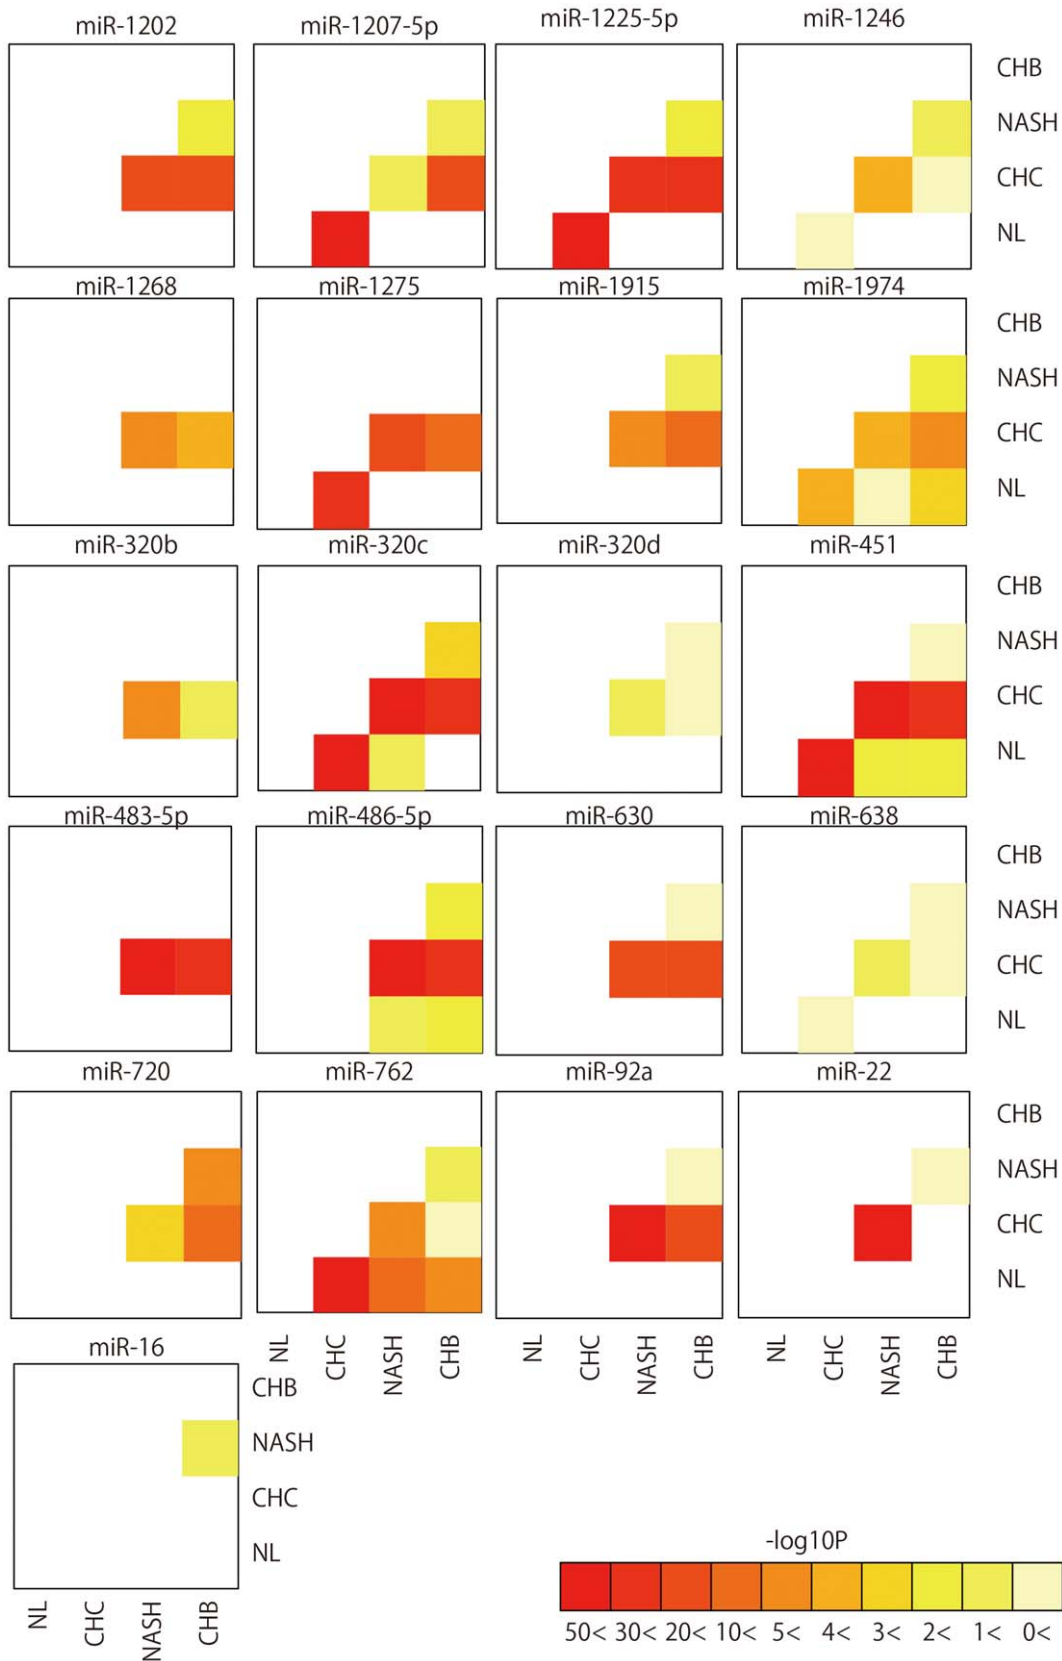 miR-1202 miR-1207-5p miR-1225-5p miR-1246
CHB
NASH
CHC
NL
miR-1268 miR-1275 miR-1915 miR-1974
CHB
NASH
CHC
NL
miR-320b miR-320c miR-320d miR-451
CHB
NASH
CHC
NL
miR-483-5p miR-486-5p miR-630 miR-638
CHB
NASH
CHC
NL
miR-720 miR-762 miR-92a miR-22
CHB
NASH
CHC
NL
NL CHC NASH CHB NL CHC NASH CHB NL CHC NASH CHB
miR-16
CHB
NASH
CHC
NL
NL CHC NASH CHB
-log10P
50< 30< 20< 10< 5< 4< 3< 2< 1< 0<